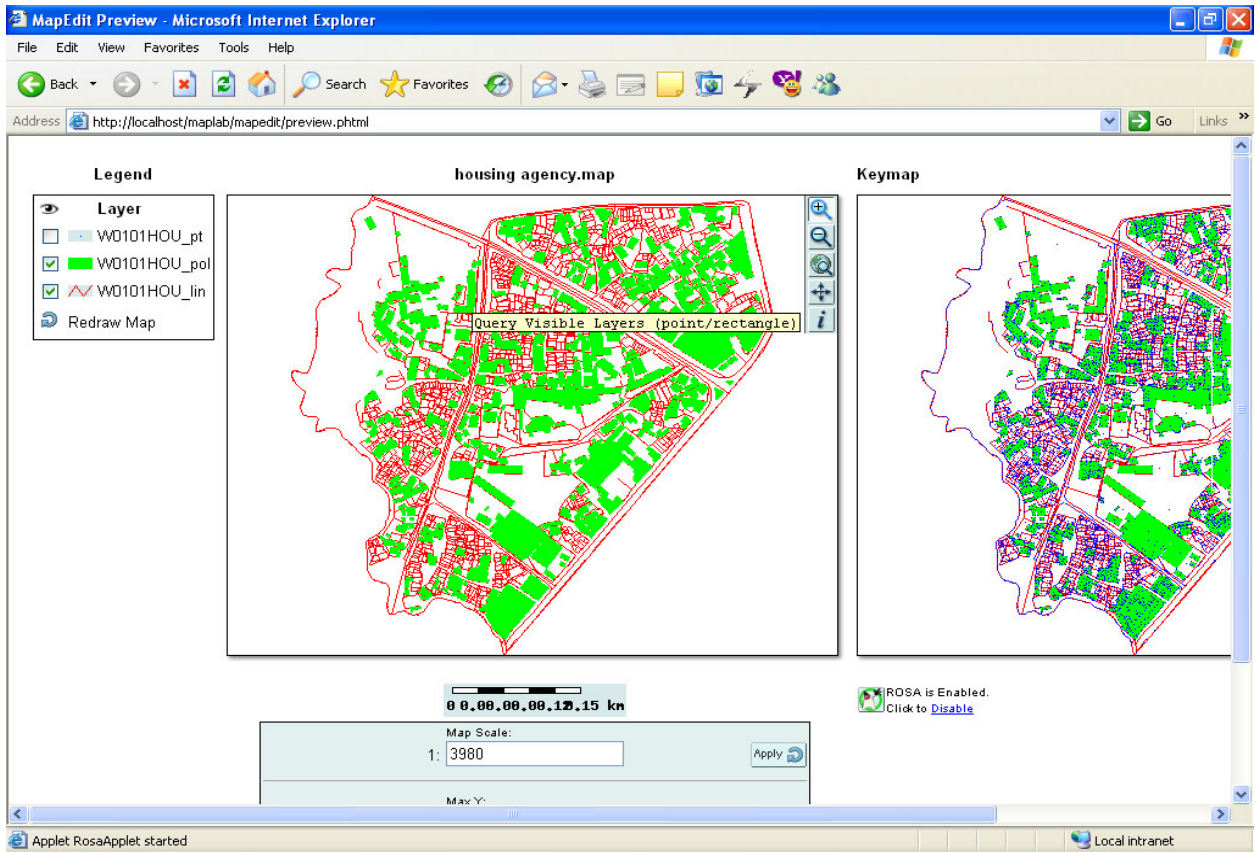 MapEdit Preview - Microsoft Internet Explorer
File Edit View Favorites Tools Help
Back Search Favorites
Address http://localhost/maplab/mapedit/preview.phtml Go Links »
Legend
Layer
W0101HOU_pt
W0101HOU_pol
W0101HOU_lin
Redraw Map
housing agency.map
Query Visible Layers (point/rectangle)
i
Keymap
ROSA is Enabled.
Click to Disable
km
Map Scale:
1: 3980
Apply
Max Y:
Applet RosaApplet started
Local intranet